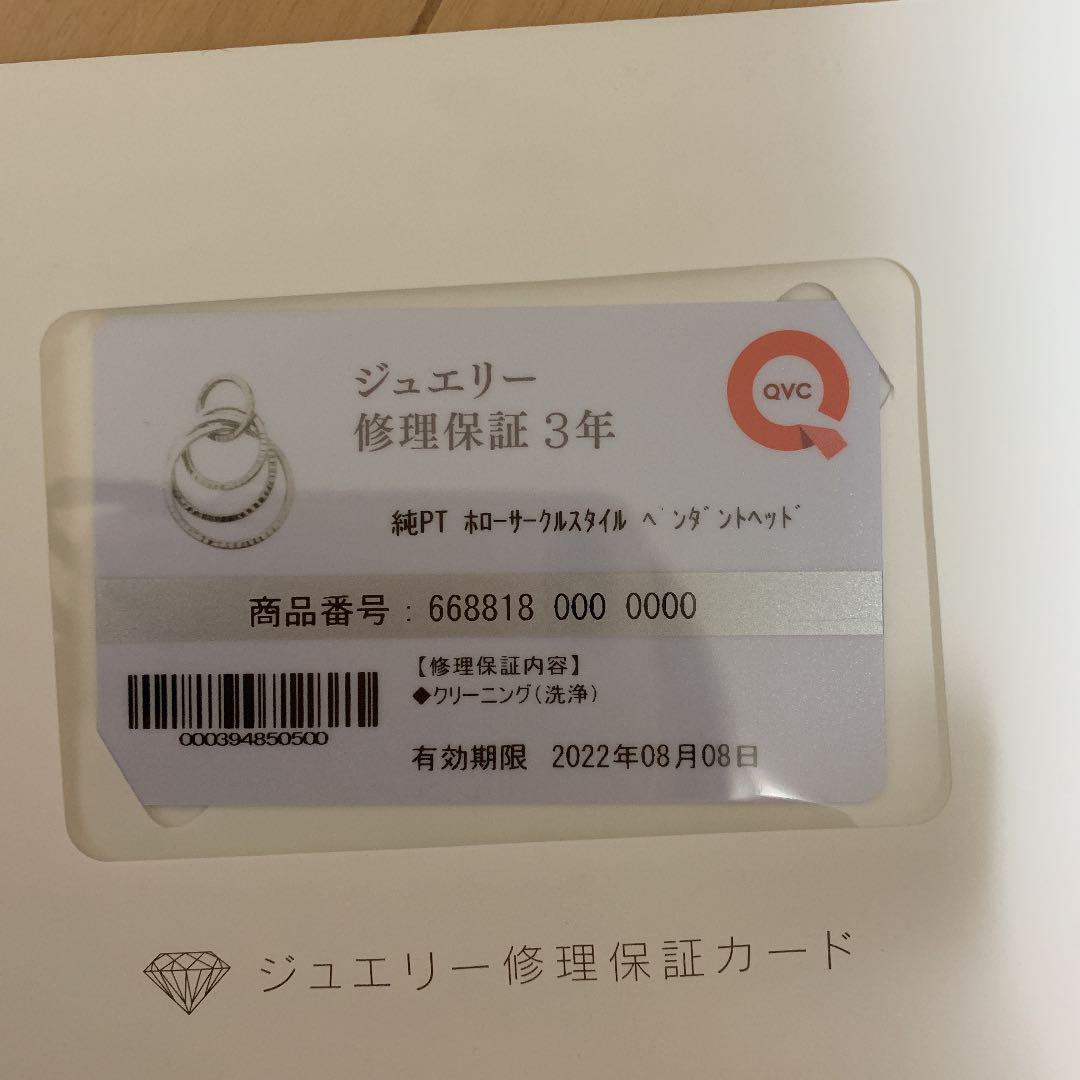 ジュエリー
修理保証 3年
QVC
純PT ﾎﾛｰｻｰｸﾙｽﾀｲﾙ ﾍﾟﾝﾀﾞﾝﾄﾍｯﾄﾞ
商品番号 : 668818 000 0000
【修理保証内容】
◆クリーニング(洗浄)
000394850500
有効期限 2022年08月08日
ジュエリー修理保証カード